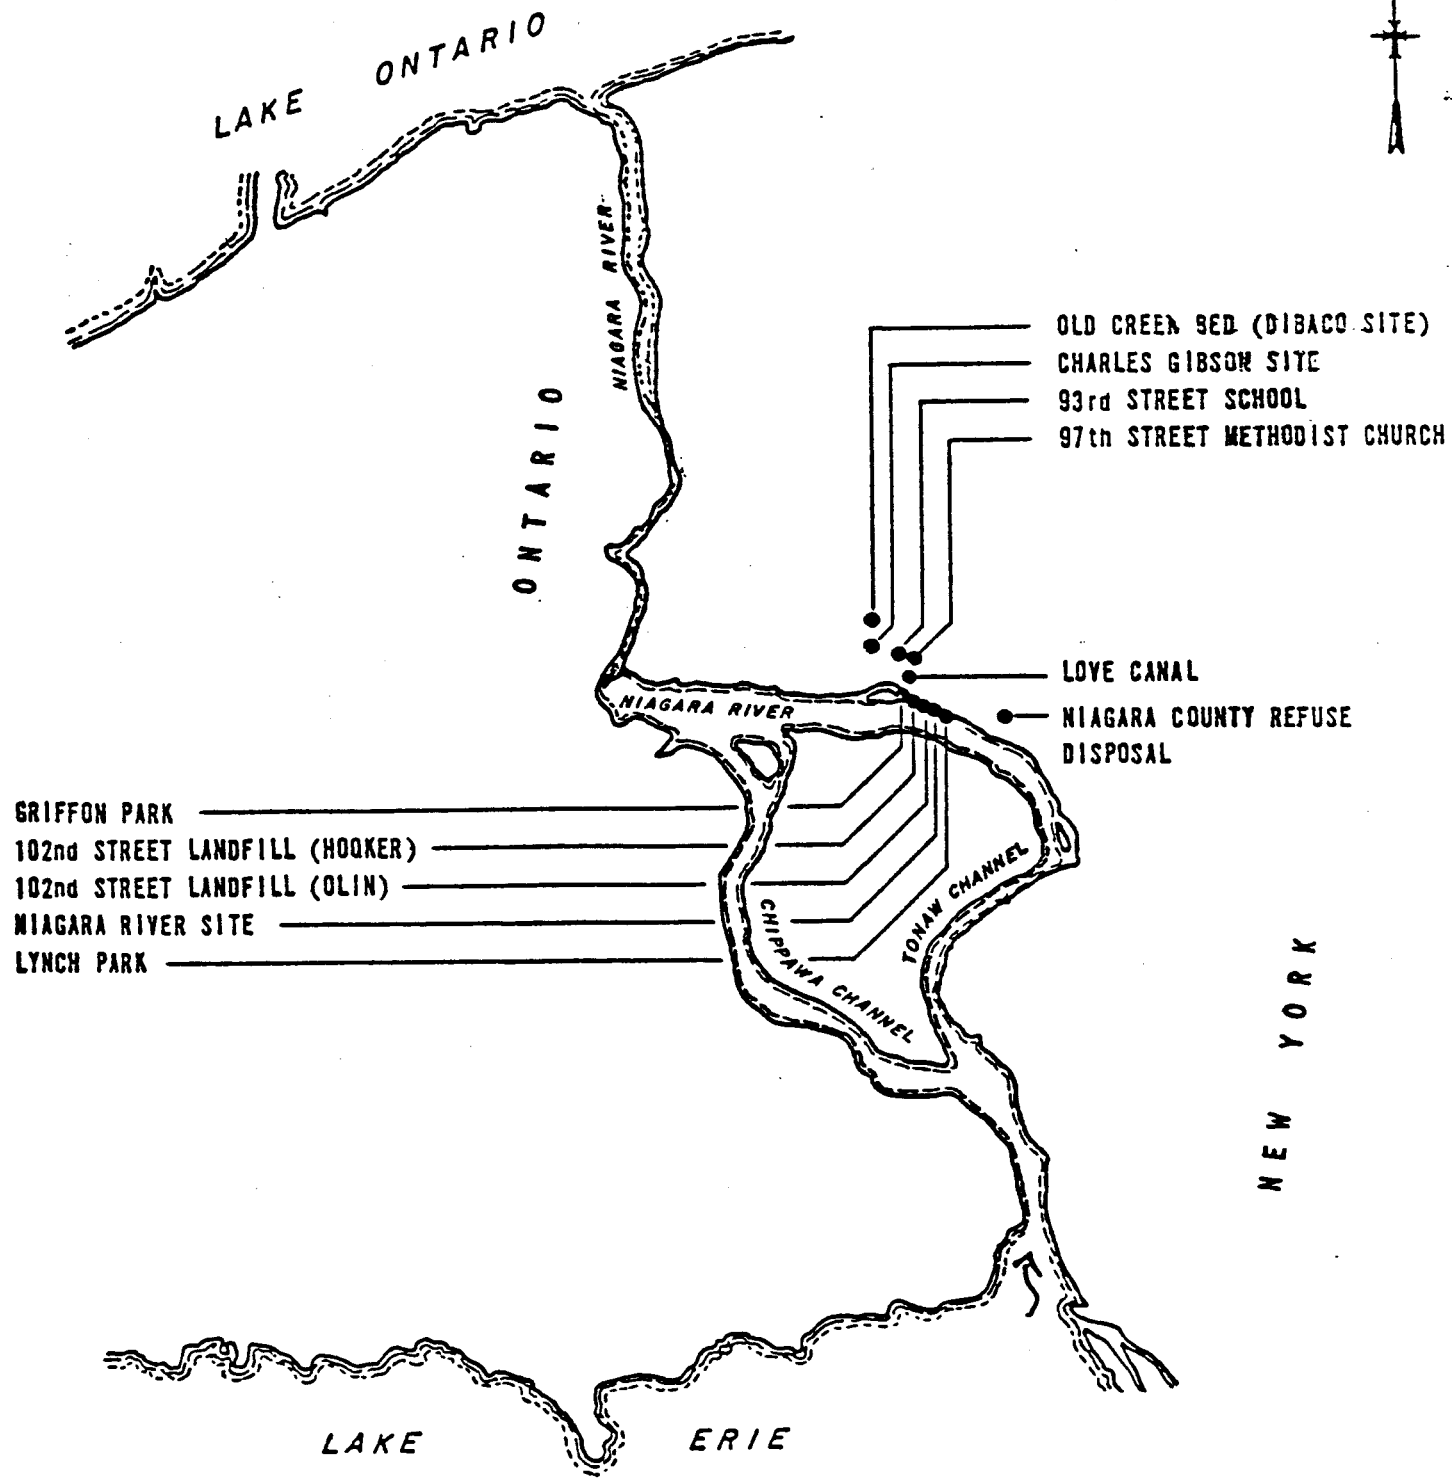 LAKE ONTARIO
NIAGARA RIVER
ONTARIO
OLD CREEK BED (DIBACO SITE)
CHARLES GIBSON SITE
93rd STREET SCHOOL
97th STREET METHODIST CHURCH
LOVE CANAL
NIAGARA COUNTY REFUSE
DISPOSAL
NIAGARA RIVER
GRIFFON PARK
102nd STREET LANDFILL (HOOKER)
102nd STREET LANDFILL (OLIN)
NIAGARA RIVER SITE
LYNCH PARK
CHIPPAWA CHANNEL
TONAW CHANNEL
NEW YORK
LAKE ERIE